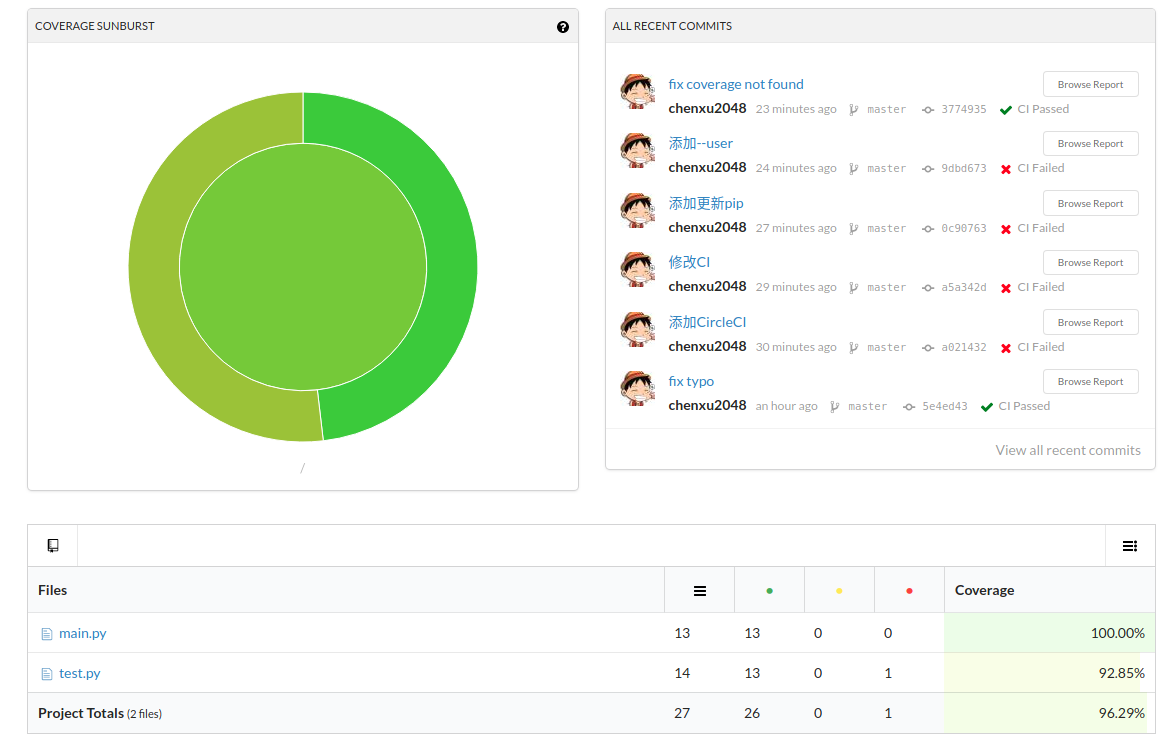 COVERAGE SUNBURST
/
ALL RECENT COMMITS
fix coverage not found
Browse Report
chenxu2048 23 minutes ago master 3774935 CI Passed
添加--user
Browse Report
chenxu2048 24 minutes ago master 9dbd673 CI Failed
添加更新pip
Browse Report
chenxu2048 27 minutes ago master 0c90763 CI Failed
修改CI
Browse Report
chenxu2048 29 minutes ago master a5a342d CI Failed
添加CircleCI
Browse Report
chenxu2048 30 minutes ago master a021432 CI Failed
fix typo
Browse Report
chenxu2048 an hour ago master 5e4ed43 CI Passed
View all recent commits
Files Coverage
main.py 13 13 0 0 100.00%
test.py 14 13 0 1 92.85%
Project Totals (2 files) 27 26 0 1 96.29%